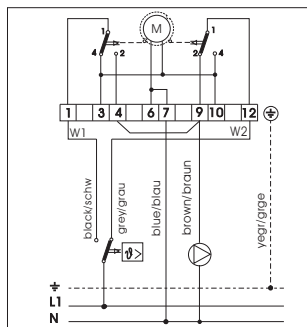 M
1 1
4 2 2 4
1 3 4 6 7 9 10 12
W1 W2
black/schw
grey/grau
blue/blau
brown/braun
yegr/grge
ϑ>
L1
N